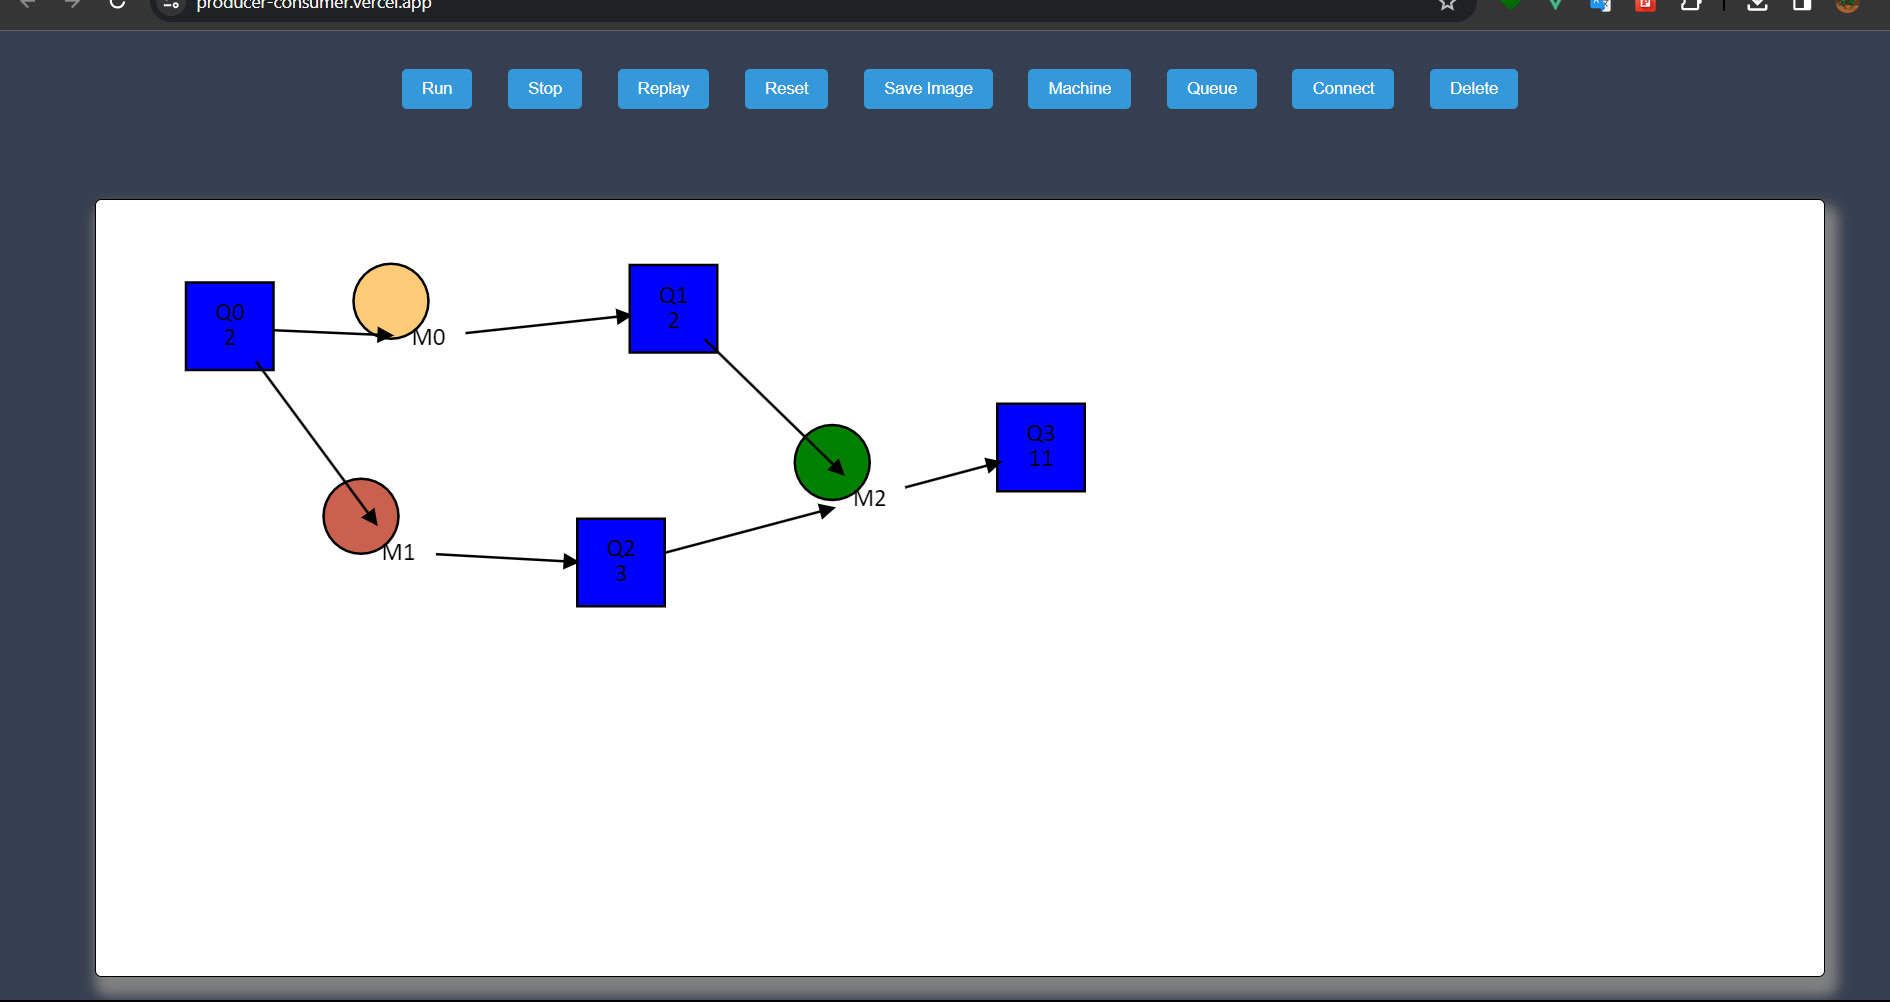 producer-consumer.vercel.app
Run Stop Replay Reset Save Image Machine Queue Connect Delete
Q0
2
M0
Q1
2
Q3
11
M2
M1
Q2
3